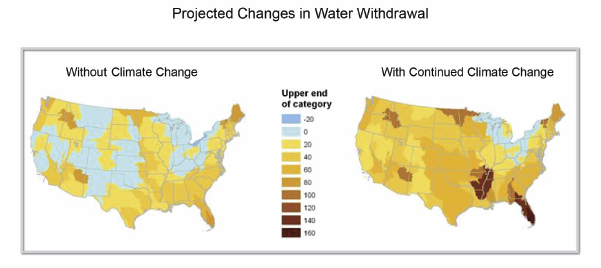 Projected Changes in Water Withdrawal
Without Climate Change
With Continued Climate Change
Upper end
of category
-20
0
20
40
60
80
100
120
140
160